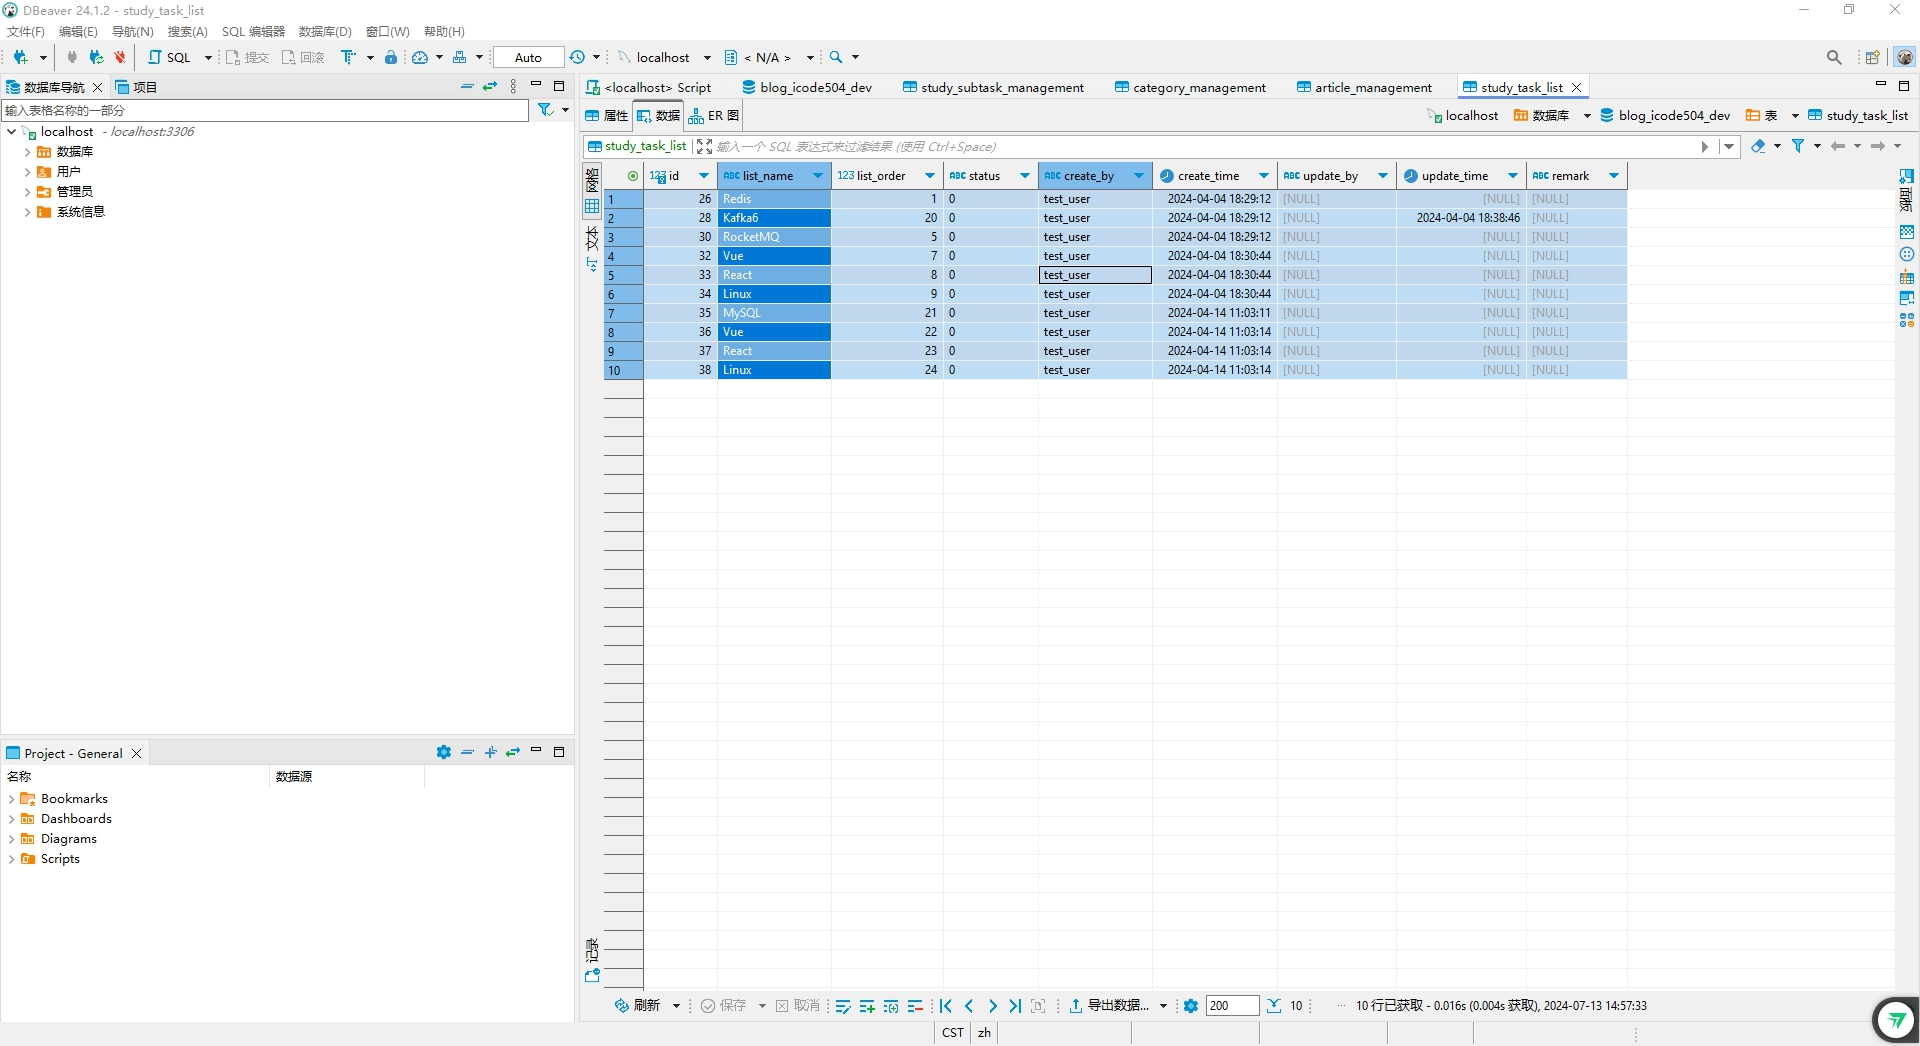 DBeaver 24.1.2 - study_task_list
文件(F) 编辑(E) 导航(N) 搜索(A) SQL 编辑器 数据库(D) 窗口(W) 帮助(H)
SQL 提交 回滚 Auto localhost < N/A >
数据库导航 项目
输入表格名称的一部分
localhost - localhost:3306
数据库
用户
管理员
系统信息
Project - General
名称 数据源
Bookmarks
Dashboards
Diagrams
Scripts
<localhost> Script blog_icode504_dev study_subtask_management category_management article_management study_task_list
属性 数据 ER 图 localhost 数据库 blog_icode504_dev 表 study_task_list
study_task_list 输入一个 SQL 表达式来过滤结果 (使用 Ctrl+Space)
网格
文本
记录
面板
123 id ABC list_name 123 list_order ABC status ABC create_by create_time ABC update_by update_time ABC remark
1 26 Redis 1 0 test_user 2024-04-04 18:29:12 [NULL] [NULL] [NULL]
2 28 Kafka6 20 0 test_user 2024-04-04 18:29:12 [NULL] 2024-04-04 18:38:46 [NULL]
3 30 RocketMQ 5 0 test_user 2024-04-04 18:29:12 [NULL] [NULL] [NULL]
4 32 Vue 7 0 test_user 2024-04-04 18:30:44 [NULL] [NULL] [NULL]
5 33 React 8 0 test_user 2024-04-04 18:30:44 [NULL] [NULL] [NULL]
6 34 Linux 9 0 test_user 2024-04-04 18:30:44 [NULL] [NULL] [NULL]
7 35 MySQL 21 0 test_user 2024-04-14 11:03:11 [NULL] [NULL] [NULL]
8 36 Vue 22 0 test_user 2024-04-14 11:03:14 [NULL] [NULL] [NULL]
9 37 React 23 0 test_user 2024-04-14 11:03:14 [NULL] [NULL] [NULL]
10 38 Linux 24 0 test_user 2024-04-14 11:03:14 [NULL] [NULL] [NULL]
刷新 保存 取消 导出数据... 200 10 ··· 10 行已获取 - 0.016s (0.004s 获取), 2024-07-13 14:57:33
CST zh